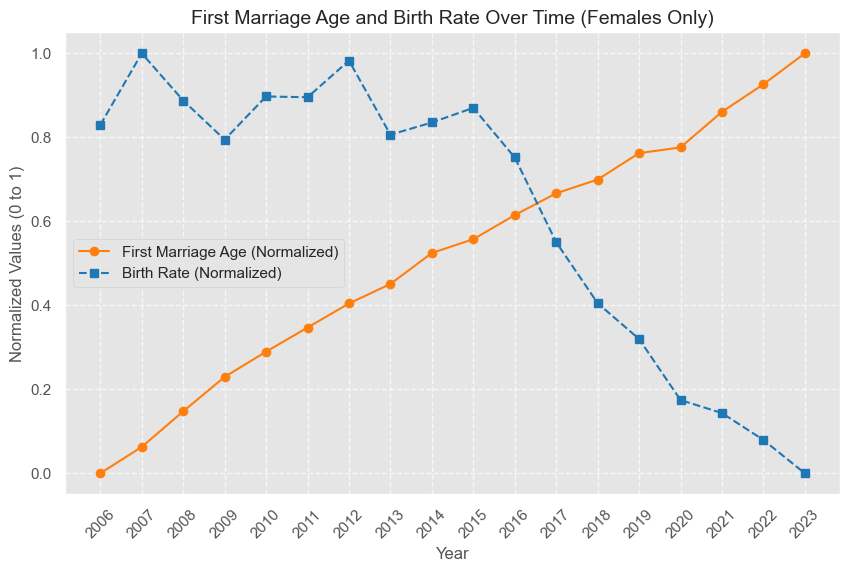 First Marriage Age and Birth Rate Over Time (Females Only)
Normalized Values (0 to 1)
1.0
0.8
0.6
0.4
0.2
0.0
First Marriage Age (Normalized)
Birth Rate (Normalized)
2006 2007 2008 2009 2010 2011 2012 2013 2014 2015 2016 2017 2018 2019 2020 2021 2022 2023
Year